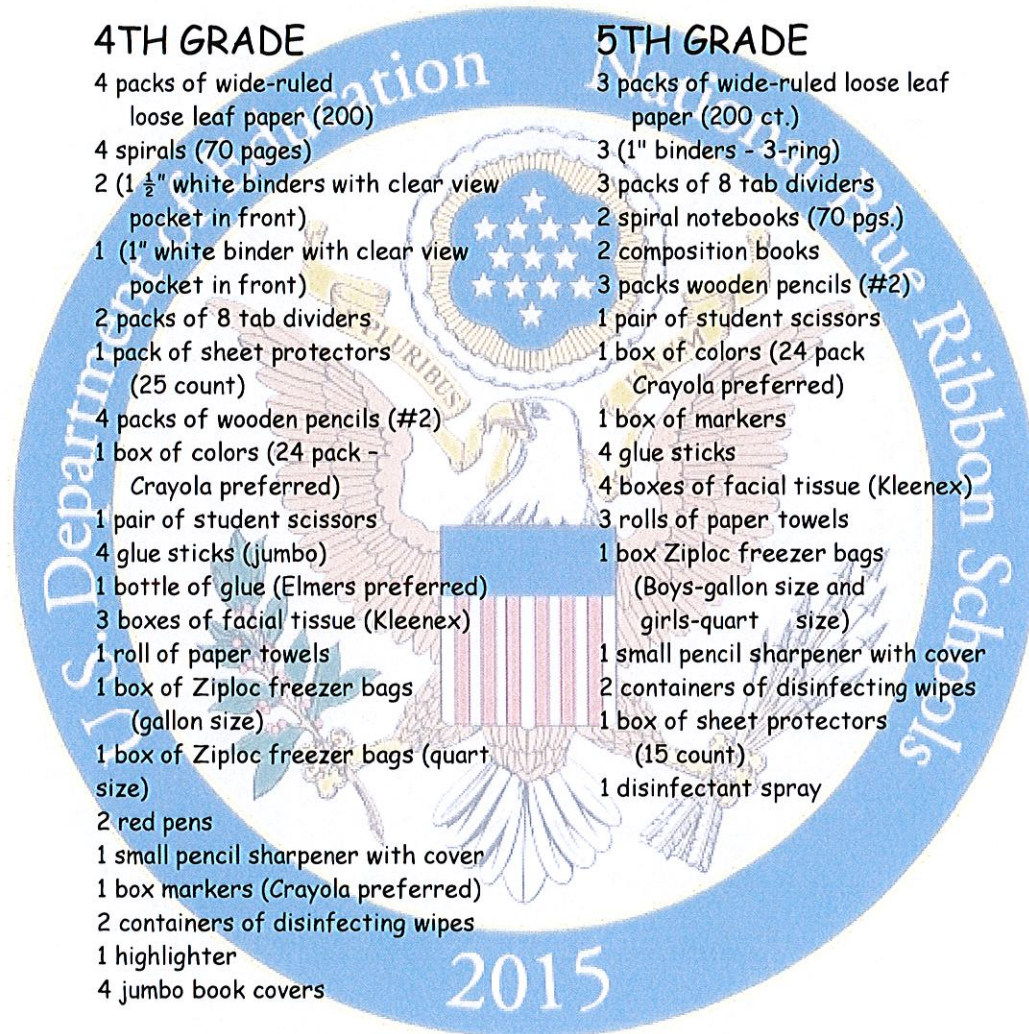 4TH GRADE
4 packs of wide-ruled
loose leaf paper (200)
4 spirals (70 pages)
2 (1 ½" white binders with clear view
pocket in front)
1 (1" white binder with clear view
pocket in front)
2 packs of 8 tab dividers
1 pack of sheet protectors
(25 count)
4 packs of wooden pencils (#2)
1 box of colors (24 pack -
Crayola preferred)
1 pair of student scissors
4 glue sticks (jumbo)
1 bottle of glue (Elmers preferred)
3 boxes of facial tissue (Kleenex)
1 roll of paper towels
1 box of Ziploc freezer bags
(gallon size)
1 box of Ziploc freezer bags (quart
size)
2 red pens
1 small pencil sharpener with cover
1 box markers (Crayola preferred)
2 containers of disinfecting wipes
1 highlighter
4 jumbo book covers
5TH GRADE
3 packs of wide-ruled loose leaf
paper (200 ct.)
3 (1" binders - 3-ring)
3 packs of 8 tab dividers
2 spiral notebooks (70 pgs.)
2 composition books
3 packs wooden pencils (#2)
1 pair of student scissors
1 box of colors (24 pack
Crayola preferred)
1 box of markers
4 glue sticks
4 boxes of facial tissue (Kleenex)
3 rolls of paper towels
1 box Ziploc freezer bags
(Boys-gallon size and
girls-quart size)
1 small pencil sharpener with cover
2 containers of disinfecting wipes
1 box of sheet protectors
(15 count)
1 disinfectant spray
U.S. Department of Education National Blue Ribbon Schools
PLURIBUS UNUM
2015